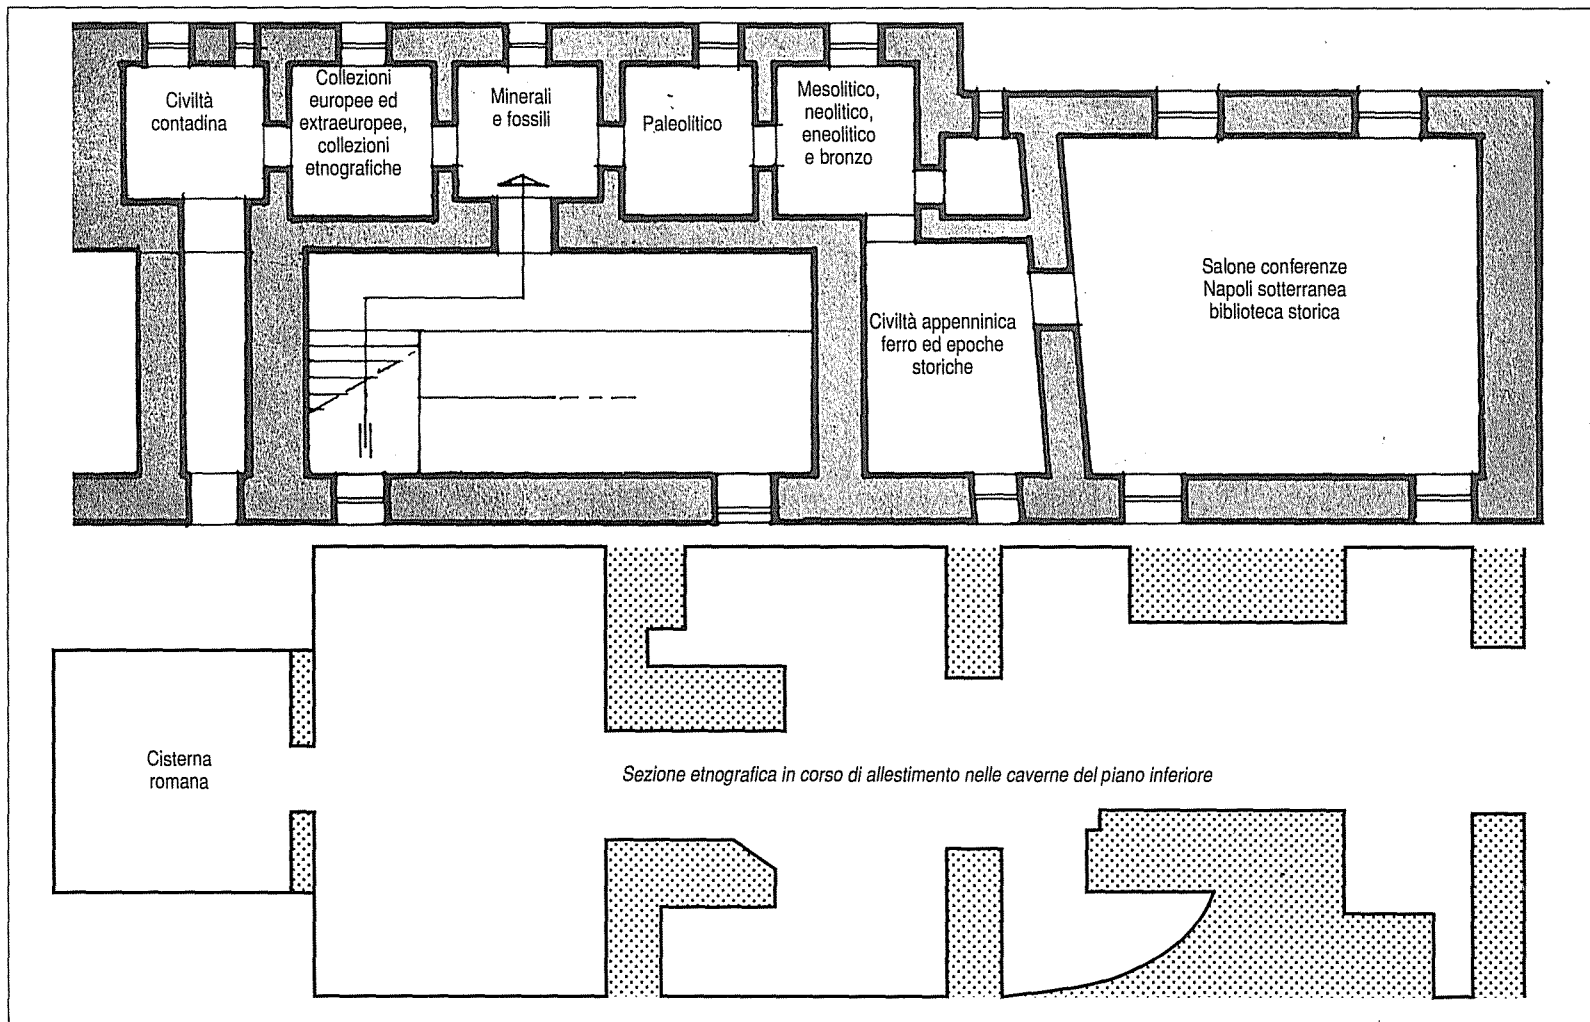 Civiltà
contadina
Collezioni
europee ed
extraeuropee,
collezioni
etnografiche
Minerali
e fossili
Paleolítico
Mesolitico,
neolitico,
eneolitico
e bronzo
Civiltà appenninica
ferro ed epoche
storiche
Salone conferenze
Napoli sotterranea
biblioteca storica
Cisterna
romana
Sezione etnografica in corso di allestimento nelle caverne del piano inferiore